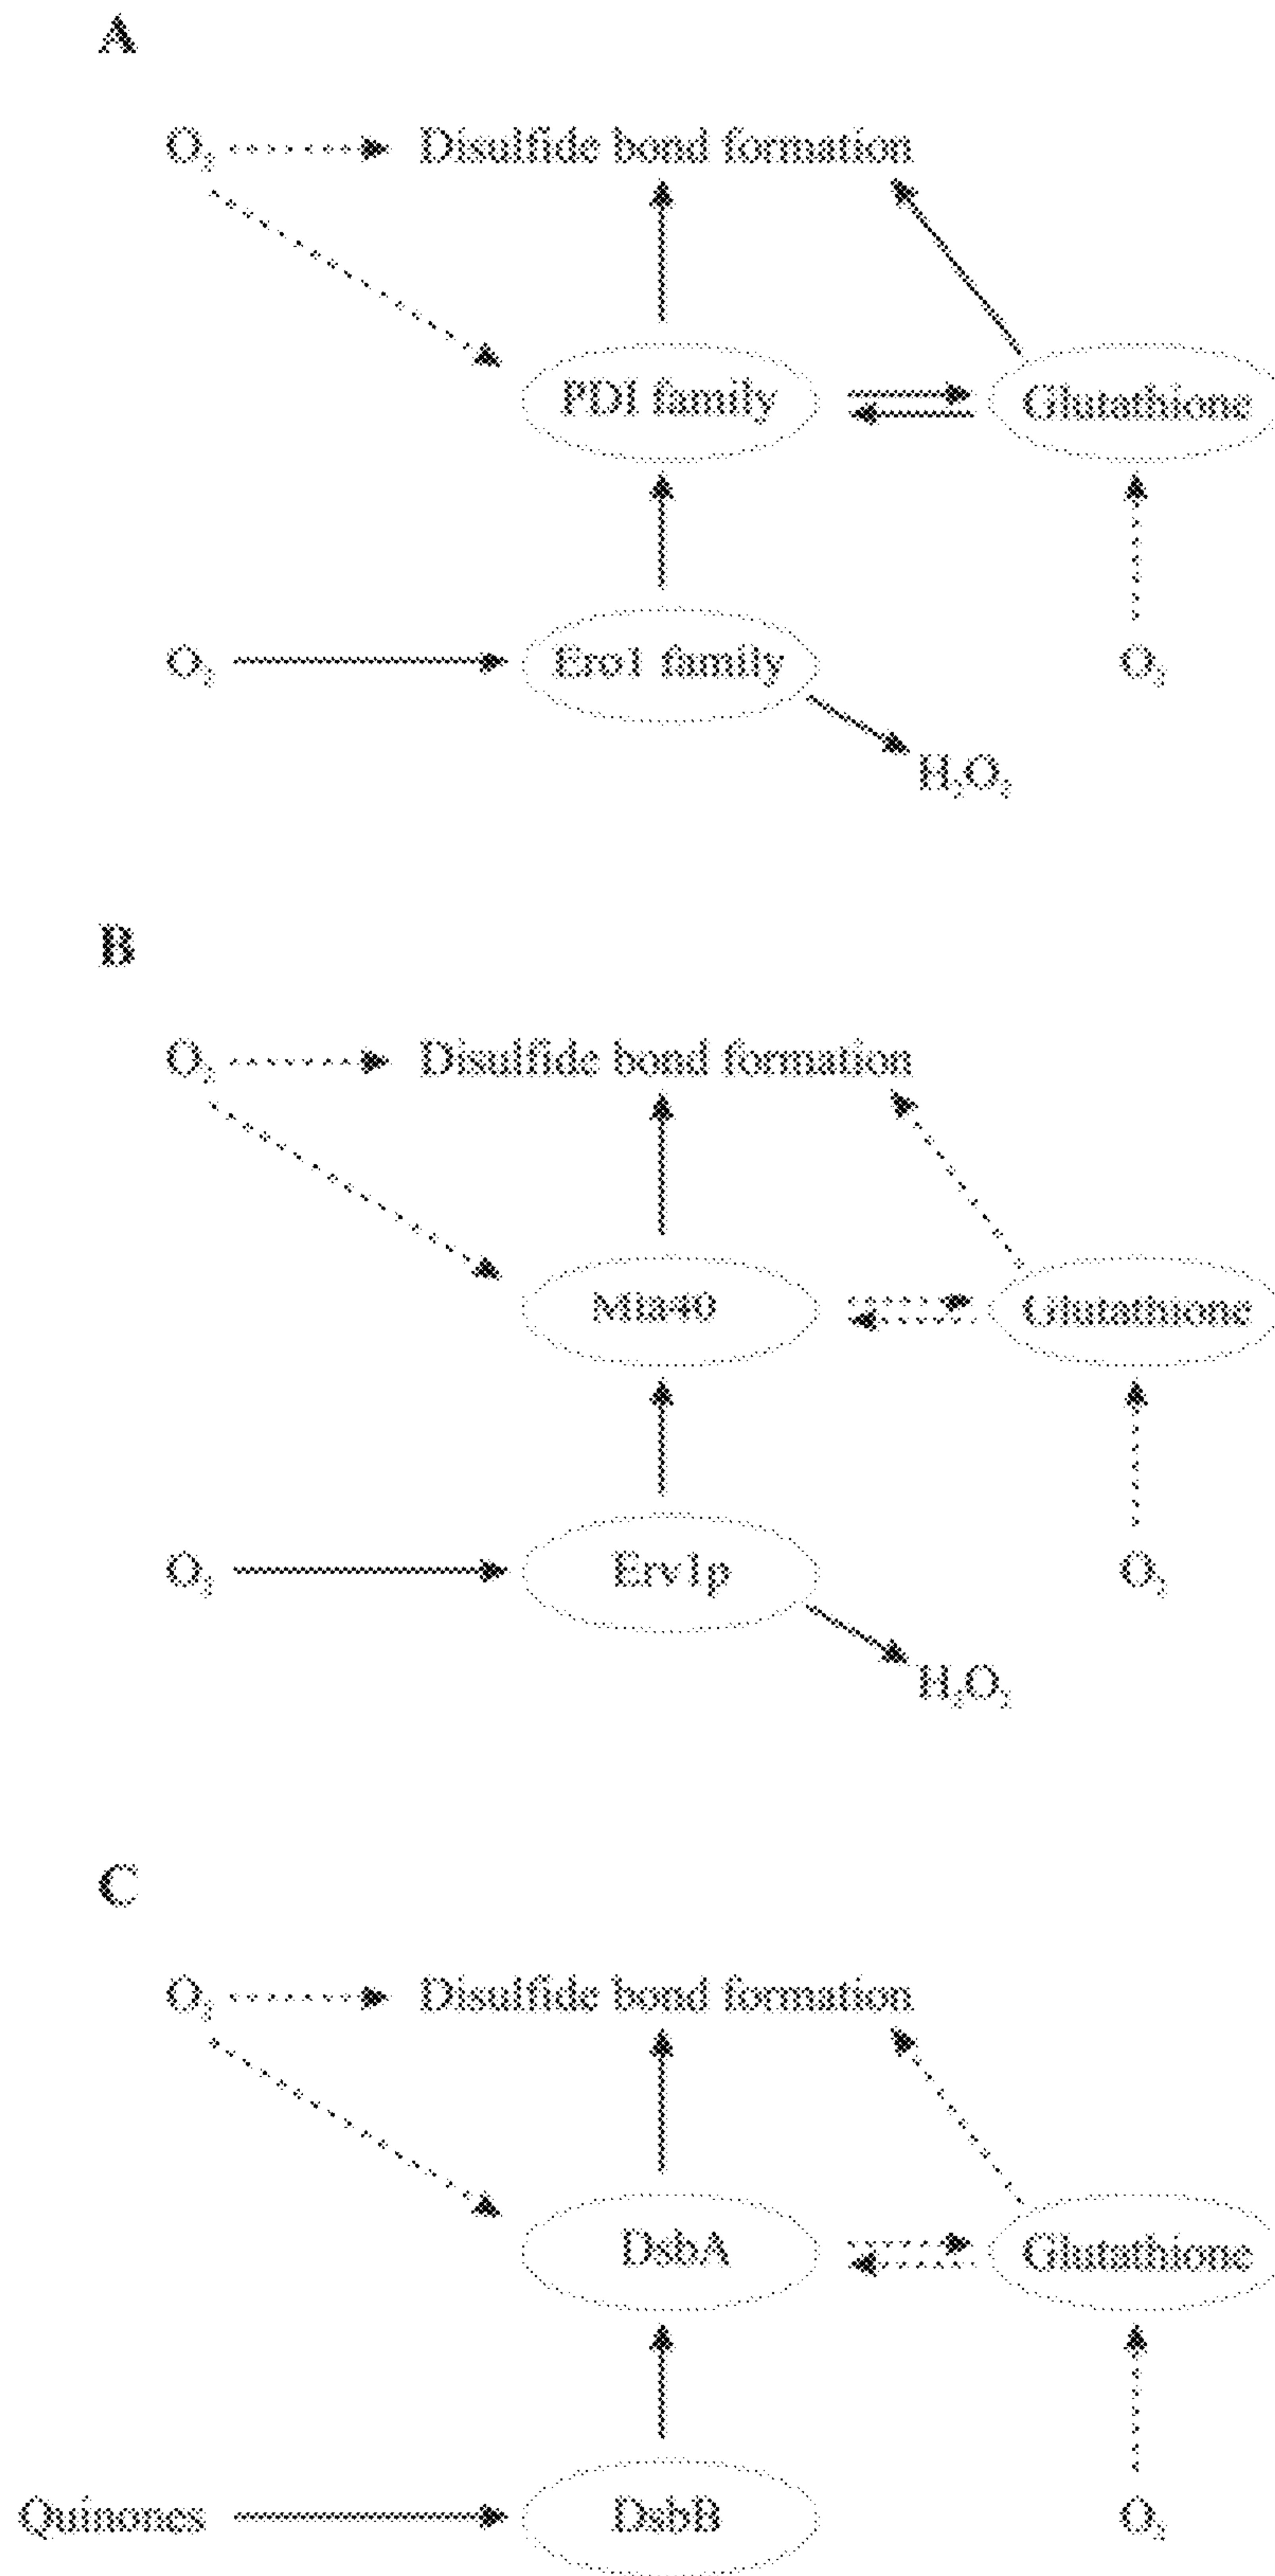 A
O₂ Disulfide bond formation
PDI family Glutathione
O₂ Ero1 family O₂
H₂O₂
B
O₂ Disulfide bond formation
Mia40 Glutathione
O₂ Erv1p O₂
H₂O₂
C
O₂ Disulfide bond formation
DsbA Glutathione
Quinones DsbB O₂